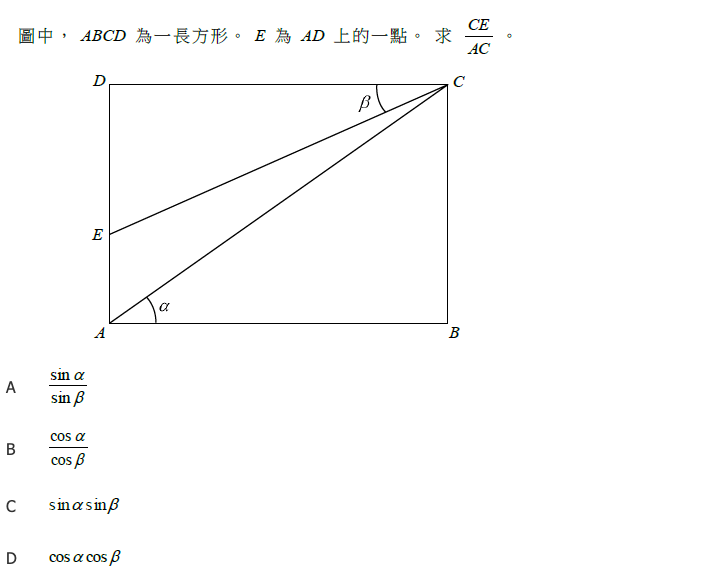 圖中， ABCD 為一長方形。 E 為 AD 上的一點。 求 CE/AC 。
D
C
β
E
α
A
B
A sin α / sin β
B cos α / cos β
C sin α sin β
D cos α cos β